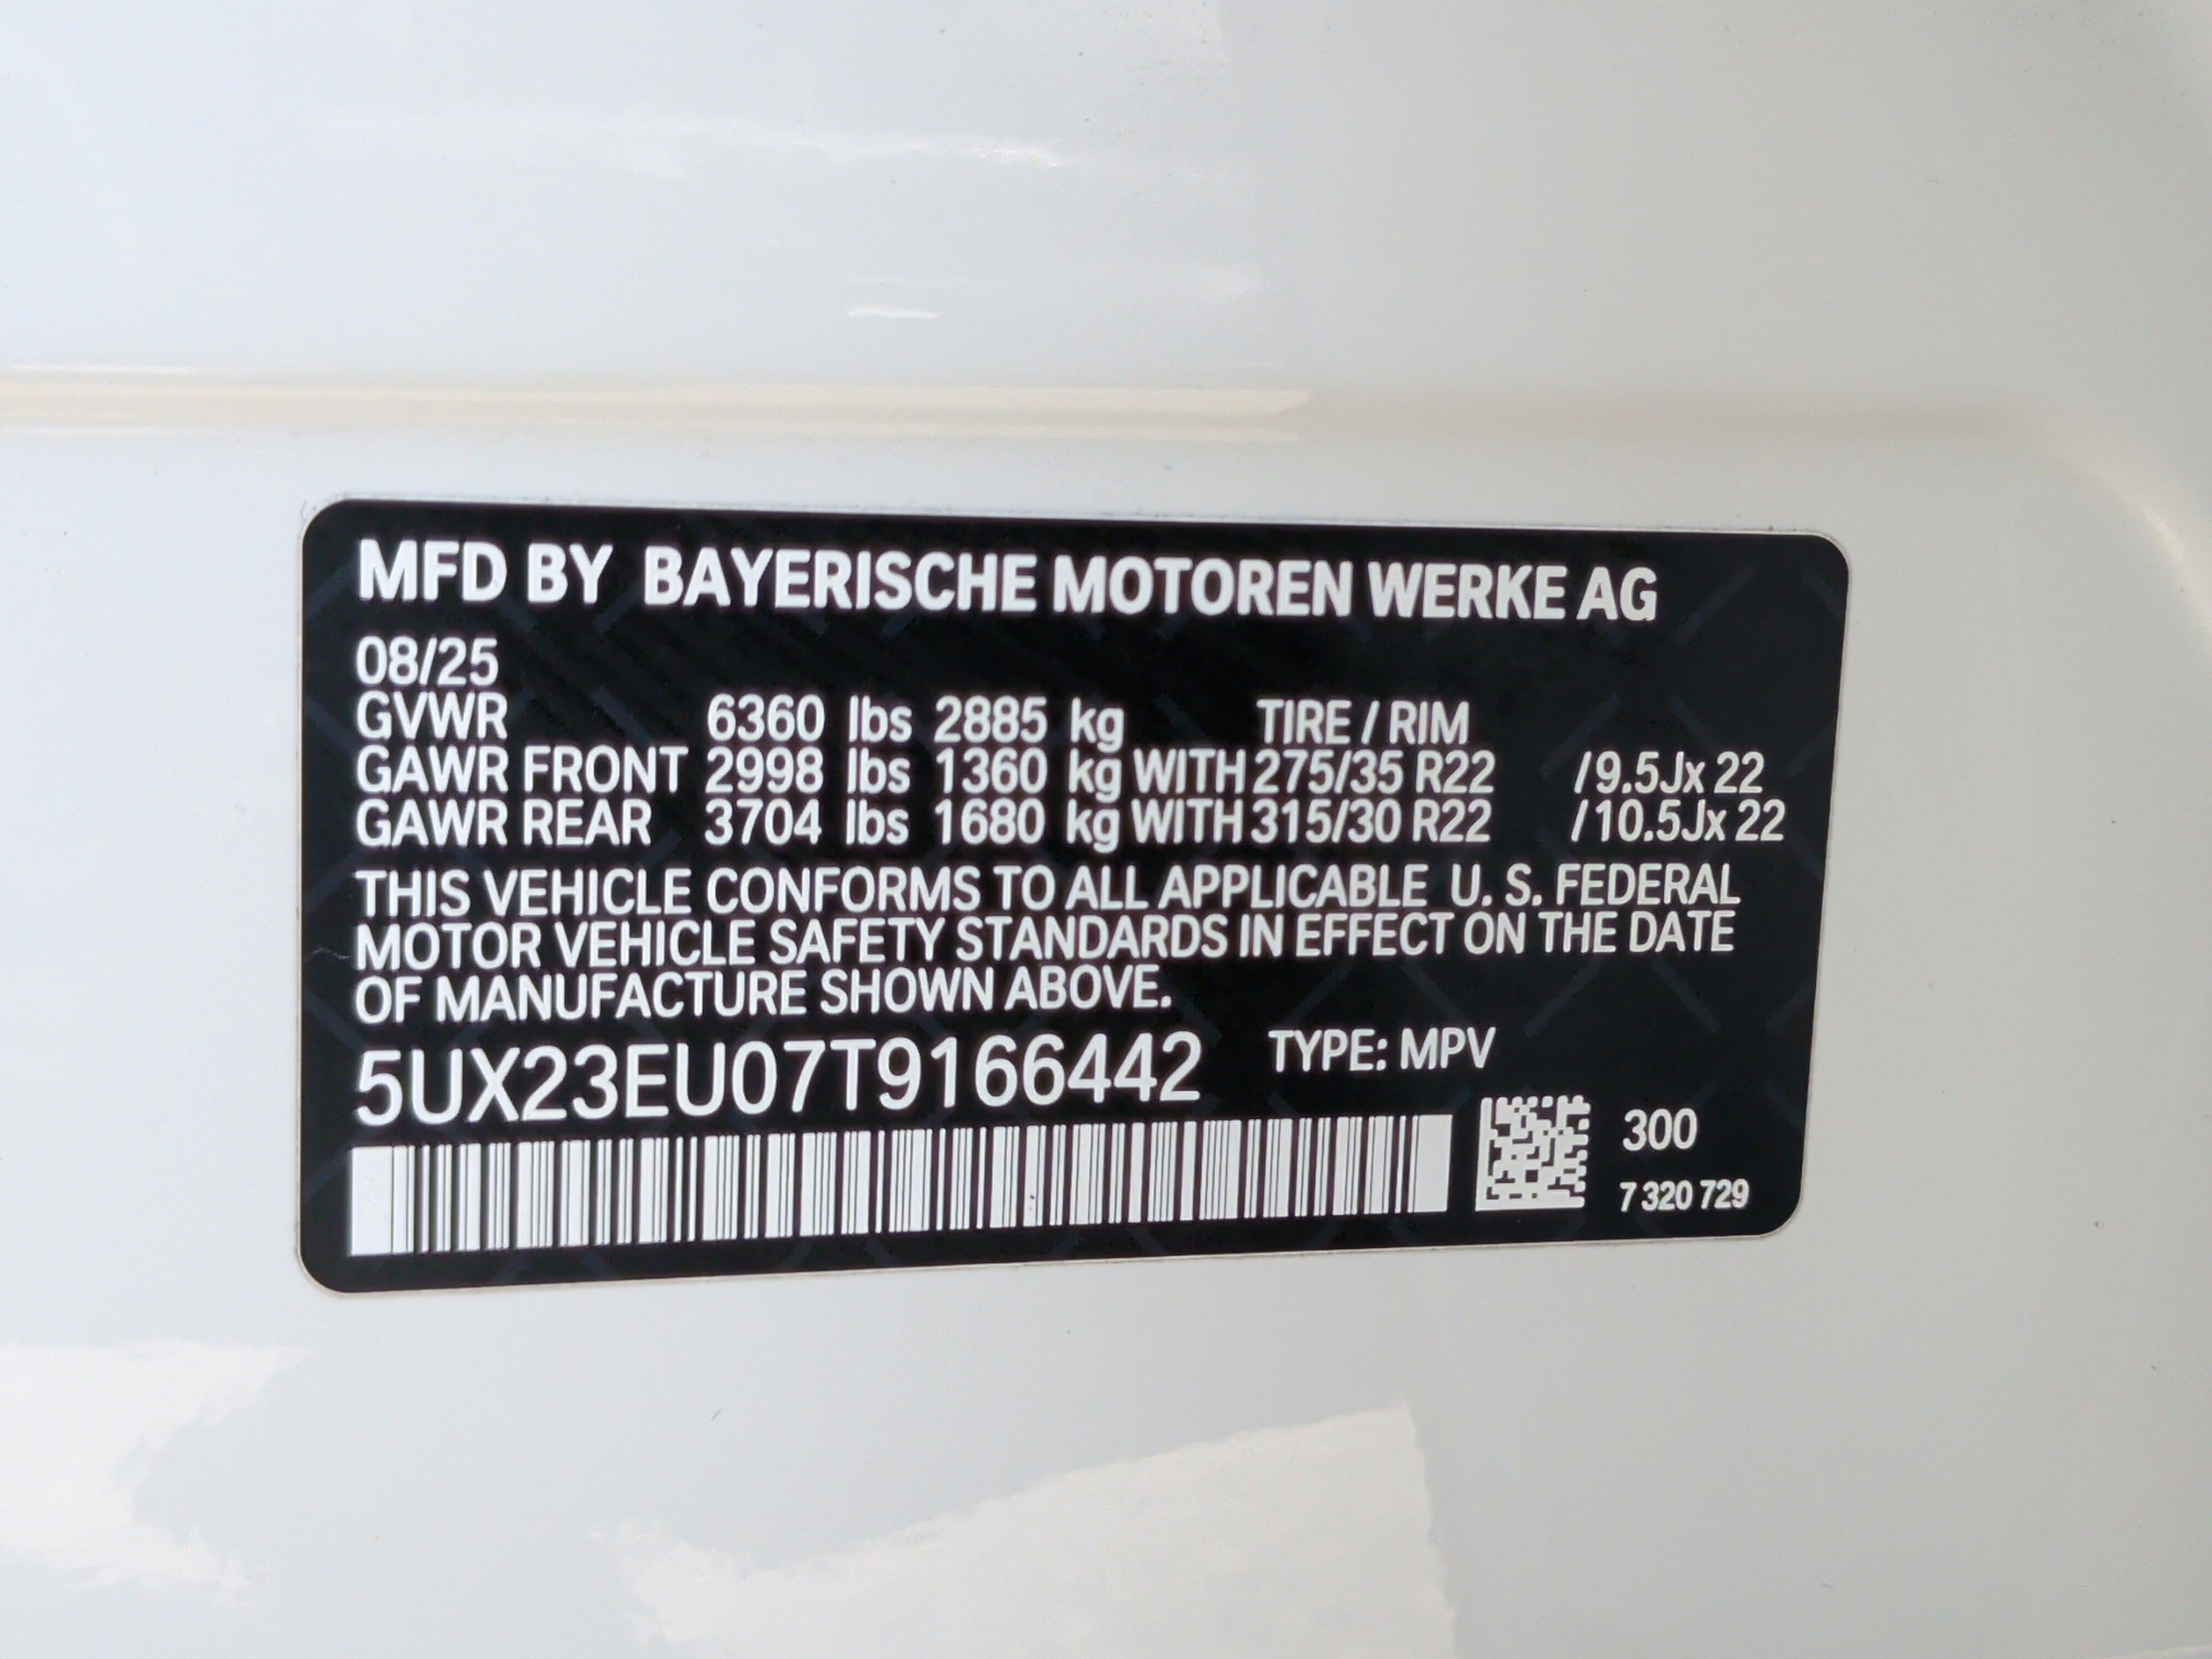 MFD BY BAYERISCHE MOTOREN WERKE AG
08/25
GVWR 6360 lbs 2885 kg TIRE / RIM
GAWR FRONT 2998 lbs 1360 kg WITH 275/35 R22 /9.5Jx 22
GAWR REAR 3704 lbs 1680 kg WITH 315/30 R22 /10.5Jx 22
THIS VEHICLE CONFORMS TO ALL APPLICABLE U. S. FEDERAL
MOTOR VEHICLE SAFETY STANDARDS IN EFFECT ON THE DATE
OF MANUFACTURE SHOWN ABOVE.
5UX23EU07T9166442 TYPE: MPV
300
7 320 729